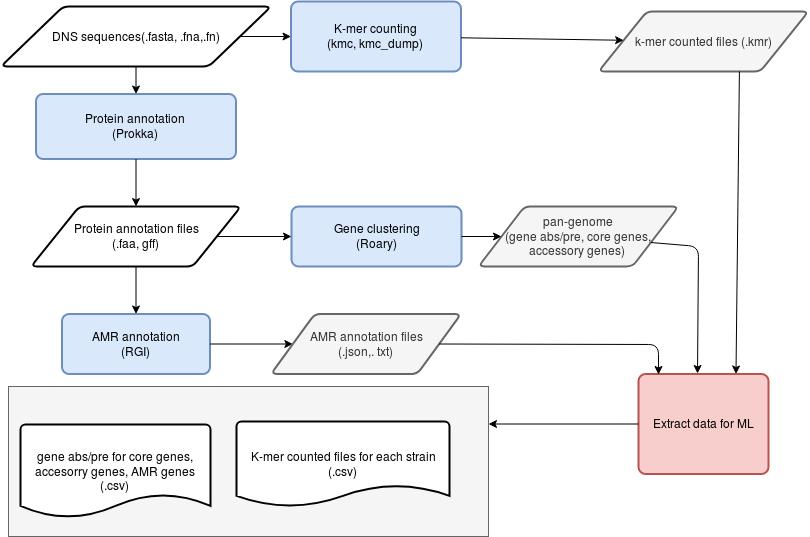 DNS sequences(.fasta, .fna,.fn)
K-mer counting
(kmc, kmc_dump)
k-mer counted files (.kmr)
Protein annotation
(Prokka)
Protein annotation files
(.faa, gff)
Gene clustering
(Roary)
pan-genome
(gene abs/pre, core genes,
accessory genes)
AMR annotation
(RGI)
AMR annotation files
(.json,. txt)
Extract data for ML
gene abs/pre for core genes,
accesorry genes, AMR genes
(.csv)
K-mer counted files for each strain
(.csv)